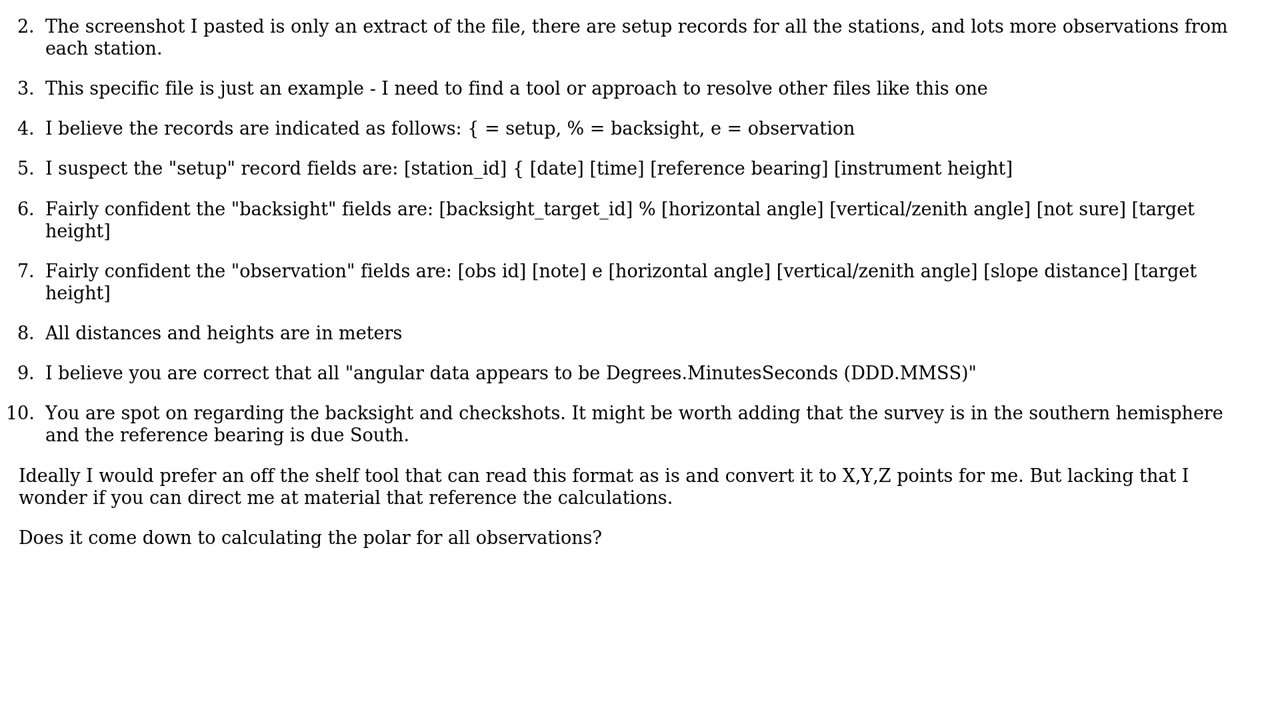 2. The screenshot I pasted is only an extract of the file, there are setup records for all the stations, and lots more observations from
each station.
3. This specific file is just an example - I need to find a tool or approach to resolve other files like this one
4. I believe the records are indicated as follows: { = setup, % = backsight, e = observation
5. I suspect the "setup" record fields are: [station_id] { [date] [time] [reference bearing] [instrument height]
6. Fairly confident the "backsight" fields are: [backsight_target_id] % [horizontal angle] [vertical/zenith angle] [not sure] [target
height]
7. Fairly confident the "observation" fields are: [obs id] [note] e [horizontal angle] [vertical/zenith angle] [slope distance] [target
height]
8. All distances and heights are in meters
9. I believe you are correct that all "angular data appears to be Degrees.MinutesSeconds (DDD.MMSS)"
10. You are spot on regarding the backsight and checkshots. It might be worth adding that the survey is in the southern hemisphere
and the reference bearing is due South.
Ideally I would prefer an off the shelf tool that can read this format as is and convert it to X,Y,Z points for me. But lacking that I
wonder if you can direct me at material that reference the calculations.
Does it come down to calculating the polar for all observations?